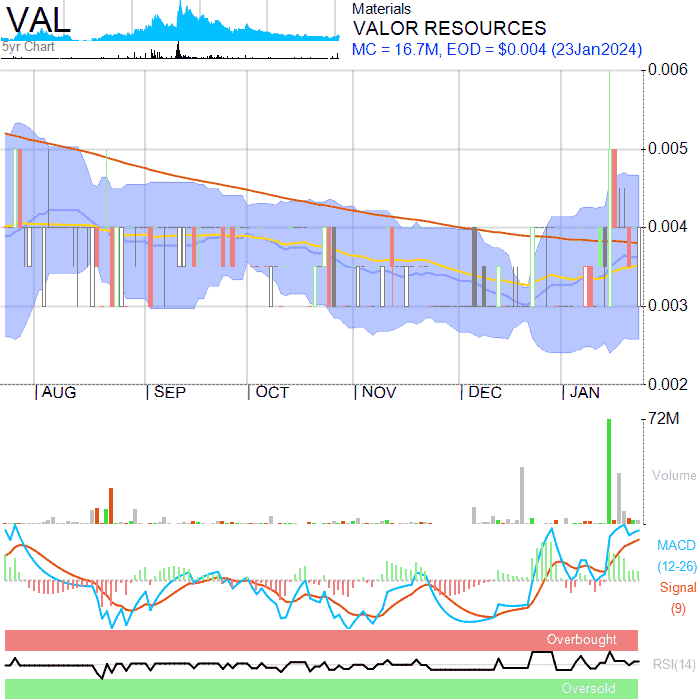 VAL
5yr Chart
Materials
VALOR RESOURCES
MC = 16.7M, EOD = $0.004 (23Jan2024)
0.006
0.005
0.004
0.003
0.002
AUG SEP OCT NOV DEC JAN
72M
Volume
MACD
(12-26)
Signal
(9)
Overbought
RSI(14)
Oversold